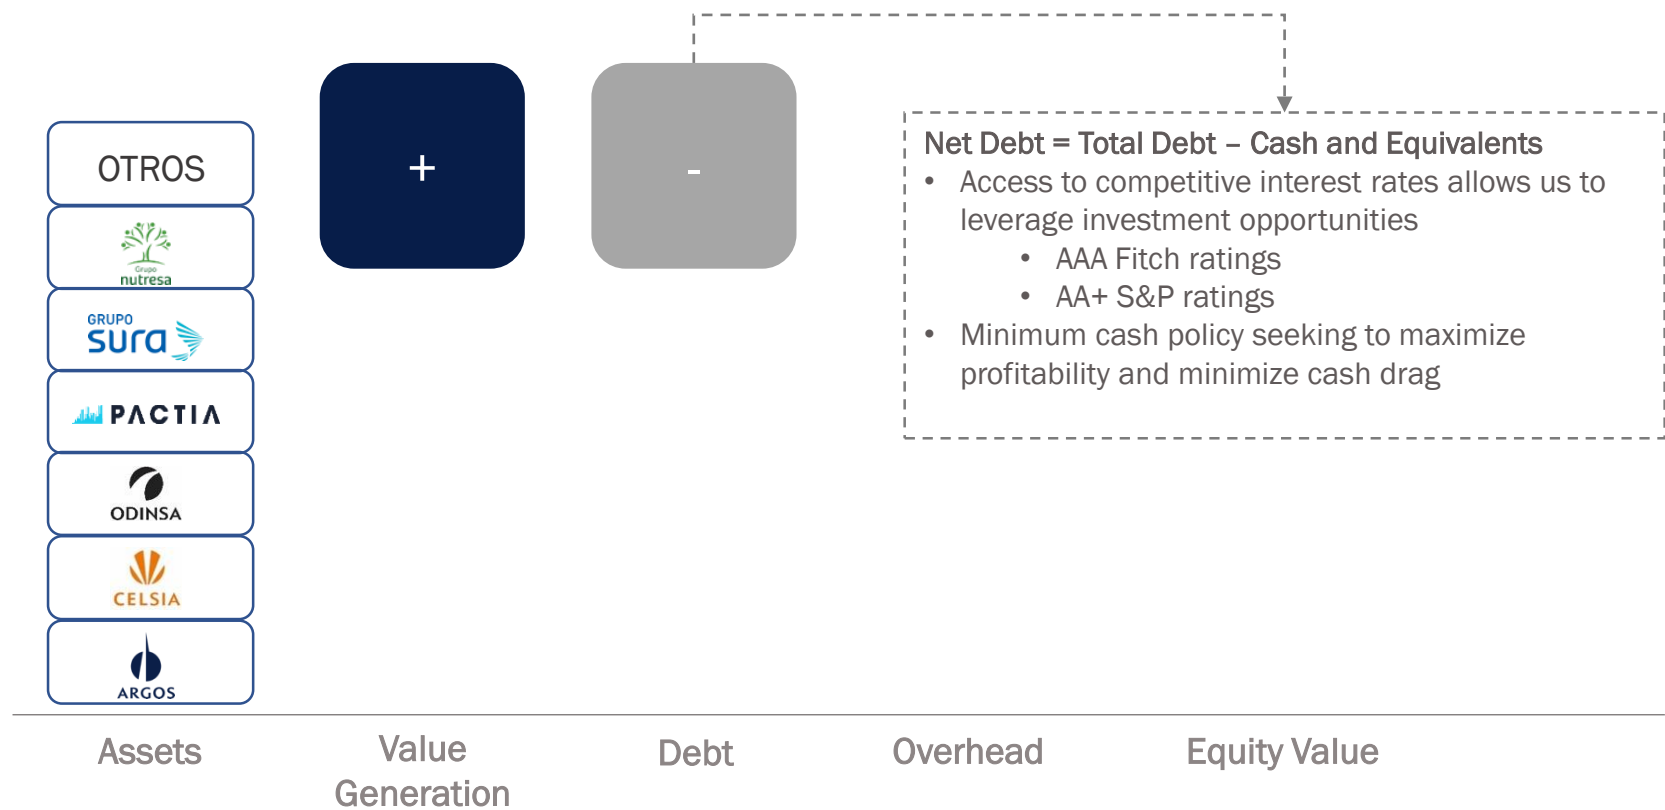 OTROS
Grupo
nutresa
GRUPO
sura
PACTIA
ODINSA
CELSIA
ARGOS
+
-
Net Debt = Total Debt – Cash and Equivalents
• Access to competitive interest rates allows us to
leverage investment opportunities
• AAA Fitch ratings
• AA+ S&P ratings
• Minimum cash policy seeking to maximize
profitability and minimize cash drag
Assets
Value
Generation
Debt
Overhead
Equity Value